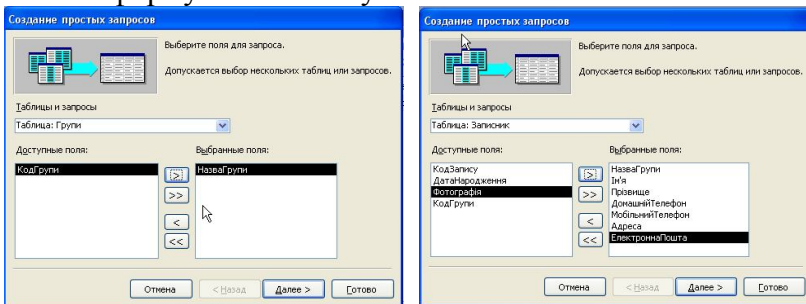 Создание простых запросов
Выберите поля для запроса.
Допускается выбор нескольких таблиц или запросов.
Таблицы и запросы
Таблица: Групи
Доступные поля:
Выбранные поля:
КодГрупи
НазваГрупи
>
>>
<
<<
Отмена
< Назад
Далее >
Готово
Создание простых запросов
Выберите поля для запроса.
Допускается выбор нескольких таблиц или запросов.
Таблицы и запросы
Таблица: Записник
Доступные поля:
Выбранные поля:
КодЗапису
ДатаНародження
Фотографія
КодГрупи
>
>>
<
<<
НазваГрупи
Ім'я
Прізвище
ДомашнійТелефон
МобільнийТелефон
Адреса
ЕлектроннаПошта
Отмена
< Назад
Далее >
Готово